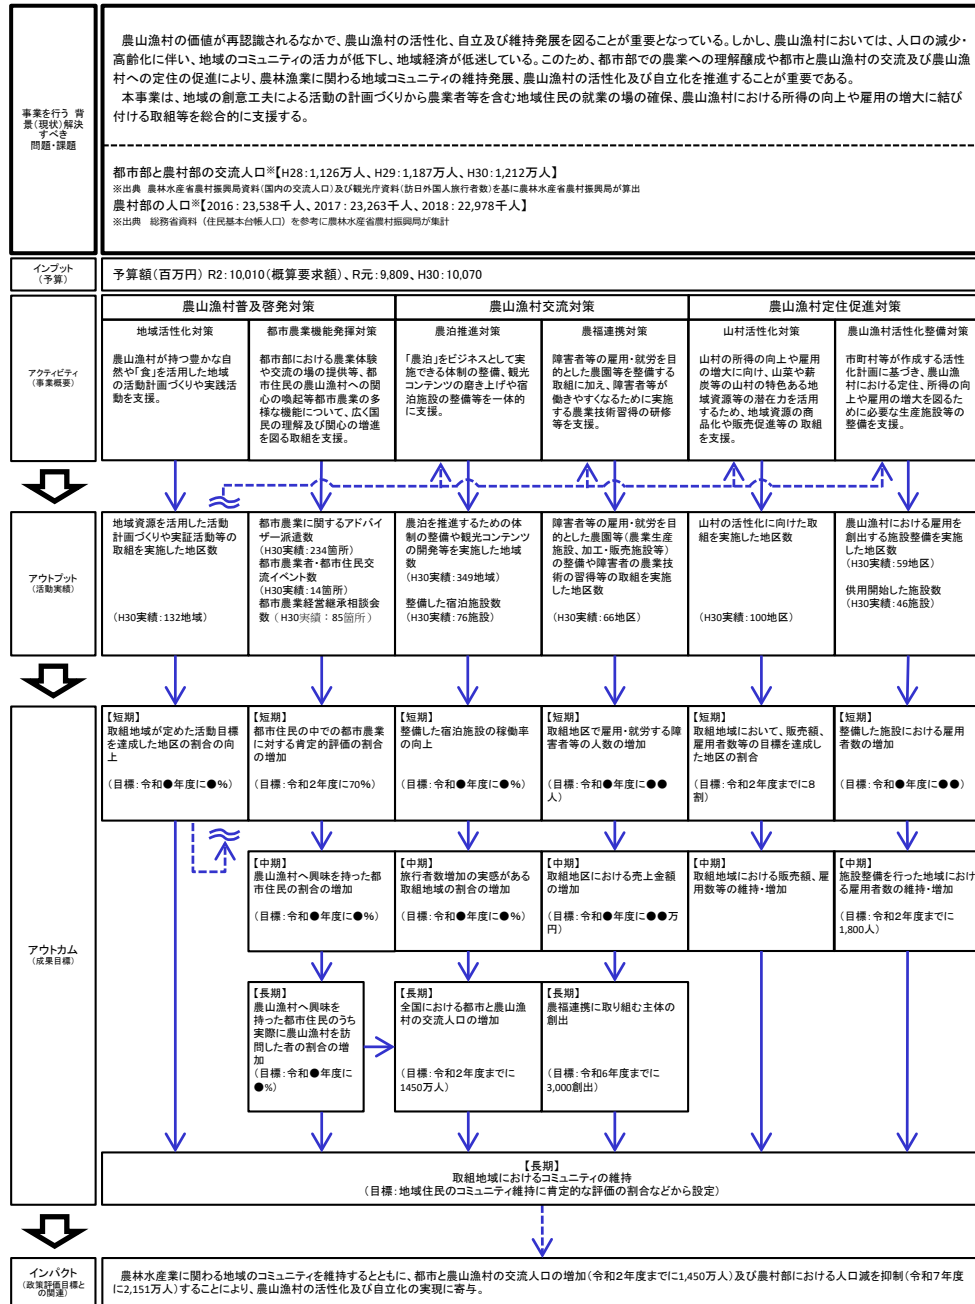 事業を行う 背
景(現状)解決
すべき
問題・課題
農山漁村の価値が再認識されるなかで、農山漁村の活性化、自立及び維持発展を図ることが重要となっている。しかし、農山漁村においては、人口の減少・
高齢化に伴い、地域のコミュニティの活力が低下し、地域経済が低迷している。このため、都市部での農業への理解醸成や都市と農山漁村の交流及び農山漁
村への定住の促進により、農林漁業に関わる地域コミュニティの維持発展、農山漁村の活性化及び自立化を推進することが重要である。
本事業は、地域の創意工夫による活動の計画づくりから農業者等を含む地域住民の就業の場の確保、農山漁村における所得の向上や雇用の増大に結び
付ける取組等を総合的に支援する。
都市部と農村部の交流人口※【H28:1,126万人、H29:1,187万人、H30:1,212万人】
※出典 農林水産省農村振興局資料(国内の交流人口)及び観光庁資料(訪日外国人旅行者数)を基に農林水産省農村振興局が算出
農村部の人口※【2016:23,538千人、2017:23,263千人、2018:22,978千人】
※出典 総務省資料(住民基本台帳人口)を参考に農林水産省農村振興局が集計
インプット
(予算)
予算額(百万円) R2:10,010(概算要求額)、R元:9,809、H30:10,070
アクティビティ
(事業概要)
農山漁村普及啓発対策
農山漁村交流対策
農山漁村定住促進対策
地域活性化対策
農山漁村が持つ豊かな自
然や「食」を活用した地域
の活動計画づくりや実践活
動を支援。
都市農業機能発揮対策
都市部における農業体験
や交流の場の提供等、都
市住民の農山漁村への関
心の喚起等都市農業の多
様な機能について、広く国
民の理解及び関心の増進
を図る取組を支援。
農泊推進対策
「農泊」をビジネスとして実
施できる体制の整備、観光
コンテンツの磨き上げや宿
泊施設の整備等を一体的
に支援。
農福連携対策
障害者等の雇用・就労を目
的とした農園等を整備する
取組に加え、障害者等が
働きやすくなるために実施
する農業技術習得の研修
等を支援。
山村活性化対策
山村の所得の向上や雇用
の増大に向け、山菜や薪
炭等の山村の特色ある地
域資源等の潜在力を活用
するため、地域資源の商
品化や販売促進等の 取組
を支援。
農山漁村活性化整備対策
市町村等が作成する活性
化計画に基づき、農山漁
村における定住、所得の向
上や雇用の増大を図るた
めに必要な生産施設等の
整備を支援。
アウトプット
(活動実績)
地域資源を活用した活動
計画づくりや実証活動等の
取組を実施した地区数
(H30実績:132地域)
都市農業に関するアドバイ
ザー派遣数
(H30実績:234箇所)
都市農業者・都市住民交
流イベント数
(H30実績:14箇所)
都市農業経営継承相談会
数(H30実績:85箇所)
農泊を推進するための体
制の整備や観光コンテンツ
の開発等を実施した地域
数
(H30実績:349地域)
整備した宿泊施設数
(H30実績:76施設)
障害者等の雇用・就労を目
的とした農園等(農業生産
施設、加工・販売施設等)
の整備や障害者の農業技
術の習得等の取組を実施
した地区数
(H30実績:66地区)
山村の活性化に向けた取
組を実施した地区数
(H30実績:100地区)
農山漁村における雇用を
創出する施設整備を実施
した地区数
(H30実績:59地区)
供用開始した施設数
(H30実績:46施設)
アウトカム
(成果目標)
【短期】
取組地域が定めた活動目標
を達成した地区の割合の向
上
(目標:令和●年度に●%)
【短期】
都市住民の中での都市農業
に対する肯定的評価の割合
の増加
(目標:令和2年度に70%)
【短期】
整備した宿泊施設の稼働率
の向上
(目標:令和●年度に●%)
【短期】
取組地区で雇用・就労する障
害者等の人数の増加
(目標:令和●年度に●●
人)
【短期】
取組地域において、販売額、
雇用者数等の目標を達成し
た地区の割合
(目標:令和2年度までに8
割)
【短期】
整備した施設における雇用
者数の増加
(目標:令和●年度に●●)
【中期】
農山漁村へ興味を持った都
市住民の割合の増加
(目標:令和●年度に●%)
【中期】
旅行者数増加の実感がある
取組地域の割合の増加
(目標:令和●年度に●%)
【中期】
取組地区における売上金額
の増加
(目標:令和●年度に●●万
円)
【中期】
取組地域における販売額、雇
用数等の維持・増加
【中期】
施設整備を行った地域におけ
る雇用者数の維持・増加
(目標:令和2年度までに
1,800人)
【長期】
農山漁村へ興味を
持った都市住民のうち
実際に農山漁村を訪
問した者の割合の増
加
(目標:令和●年度に
●%)
【長期】
全国における都市と農山漁
村の交流人口の増加
(目標:令和2年度までに
1450万人)
【長期】
農福連携に取り組む主体の
創出
(目標:令和6年度までに
3,000創出)
【長期】
取組地域におけるコミュニティの維持
(目標:地域住民のコミュニティ維持に肯定的な評価の割合などから設定)
インパクト
(政策評価目標と
の関連)
農林水産業に関わる地域のコミュニティを維持するとともに、都市と農山漁村の交流人口の増加(令和2年度までに1,450万人)及び農村部における人口減を抑制(令和7年度
に2,151万人)することにより、農山漁村の活性化及び自立化の実現に寄与。